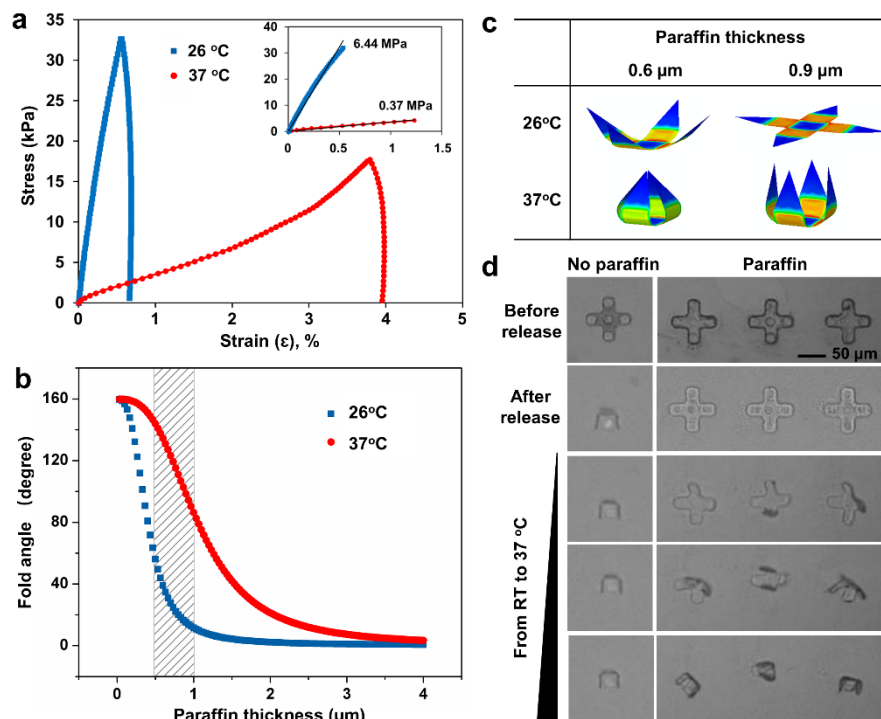 a
35
30
25
20
15
10
5
0
Stress (kPa)
0 1 2 3 4 5
Strain (ε), %
26 °C
37 °C
40
30
20
10
0
0 0.5 1 1.5
6.44 MPa
0.37 MPa
b
160
120
80
40
0
Fold angle (degree)
0 1 2 3 4
Paraffin thickness (μm)
26°C
37°C
c
Paraffin thickness
0.6 μm 0.9 μm
26°C
37°C
d
No paraffin Paraffin
Before
release
50 μm
After
release
From RT to 37 °C